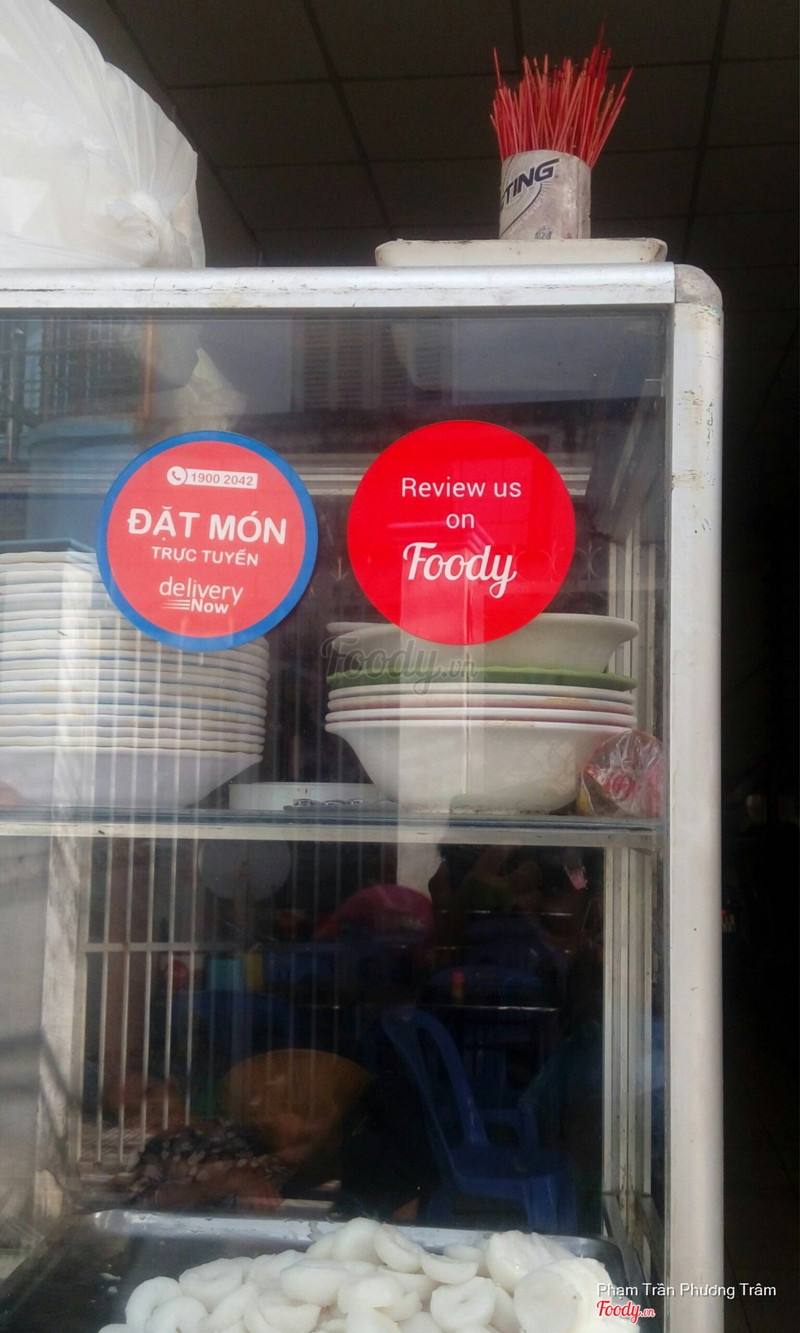 TING
1900 2042
ĐẶT MÓN
TRỰC TUYẾN
delivery
Now
Review us
on
Foody
Foody.vn
Phạm Trần Phương Trâm
Foody.vn